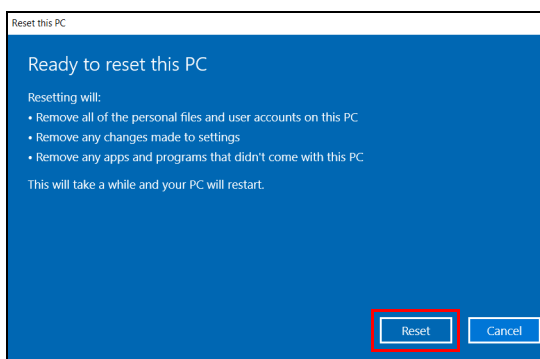 Reset this PC
Ready to reset this PC
Resetting will:
• Remove all of the personal files and user accounts on this PC
• Remove any changes made to settings
• Remove any apps and programs that didn't come with this PC
This will take a while and your PC will restart.
Reset Cancel